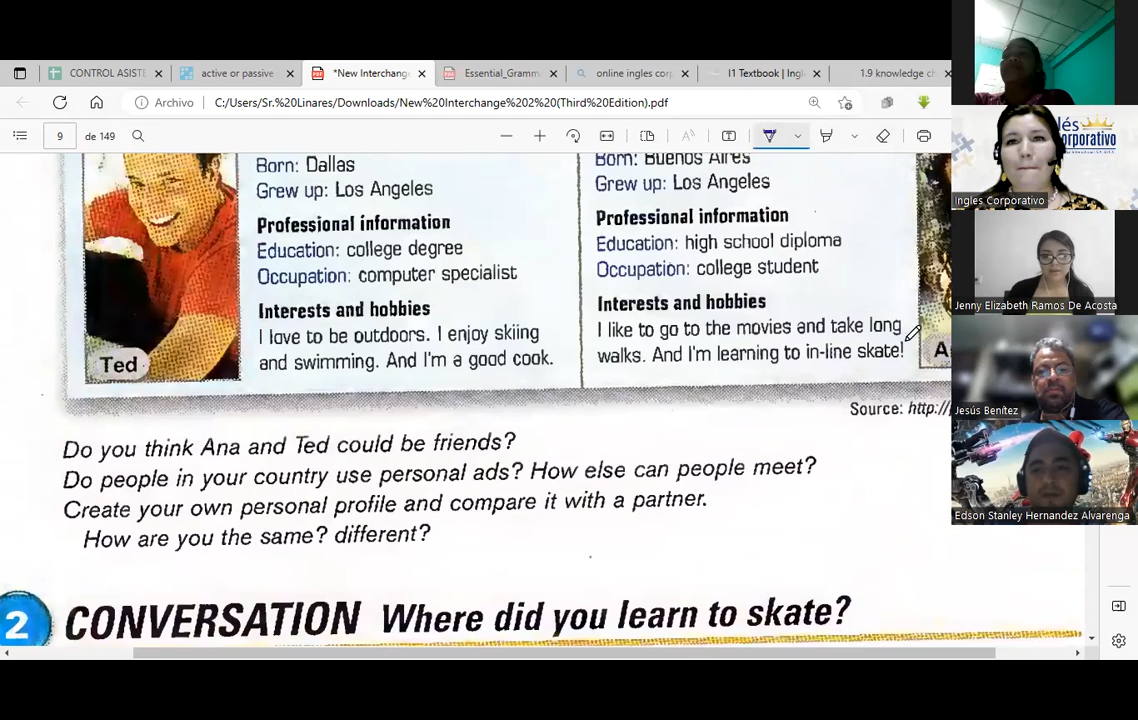 CONTROL ASISTE
active or passive
*New Interchange
Essential_Gramm
online ingles corp
I1 Textbook | Ingl
1.9 knowledge ch
Archivo
C:/Users/Sr.%20Linares/Downloads/New%20Interchange%202%20(Third%20Edition).pdf
9
de 149
Born: Dallas
Grew up: Los Angeles
Professional information
Education: college degree
Occupation: computer specialist
Interests and hobbies
I love to be outdoors. I enjoy skiing
and swimming. And I'm a good cook.
Ted
Born: Buenos Aires
Grew up: Los Angeles
Professional information
Education: high school diploma
Occupation: college student
Interests and hobbies
I like to go to the movies and take long
walks. And I'm learning to in-line skate!
Source: http://
Do you think Ana and Ted could be friends?
Do people in your country use personal ads? How else can people meet?
Create your own personal profile and compare it with a partner.
How are you the same? different?
2 CONVERSATION Where did you learn to skate?
Ingles Corporativo
Jenny Elizabeth Ramos De Acosta
Jesús Benítez
Edson Stanley Hernandez Alvarenga